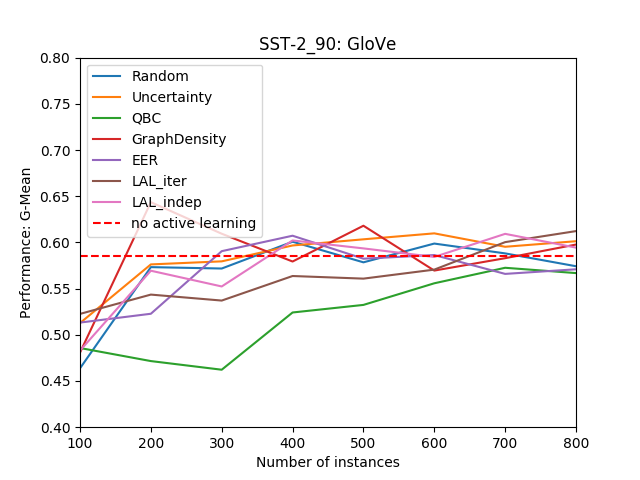 SST-2_90: GloVe
Performance: G-Mean
0.80
0.75
0.70
0.65
0.60
0.55
0.50
0.45
0.40
Random
Uncertainty
QBC
GraphDensity
EER
LAL_iter
LAL_indep
no active learning
100 200 300 400 500 600 700 800
Number of instances